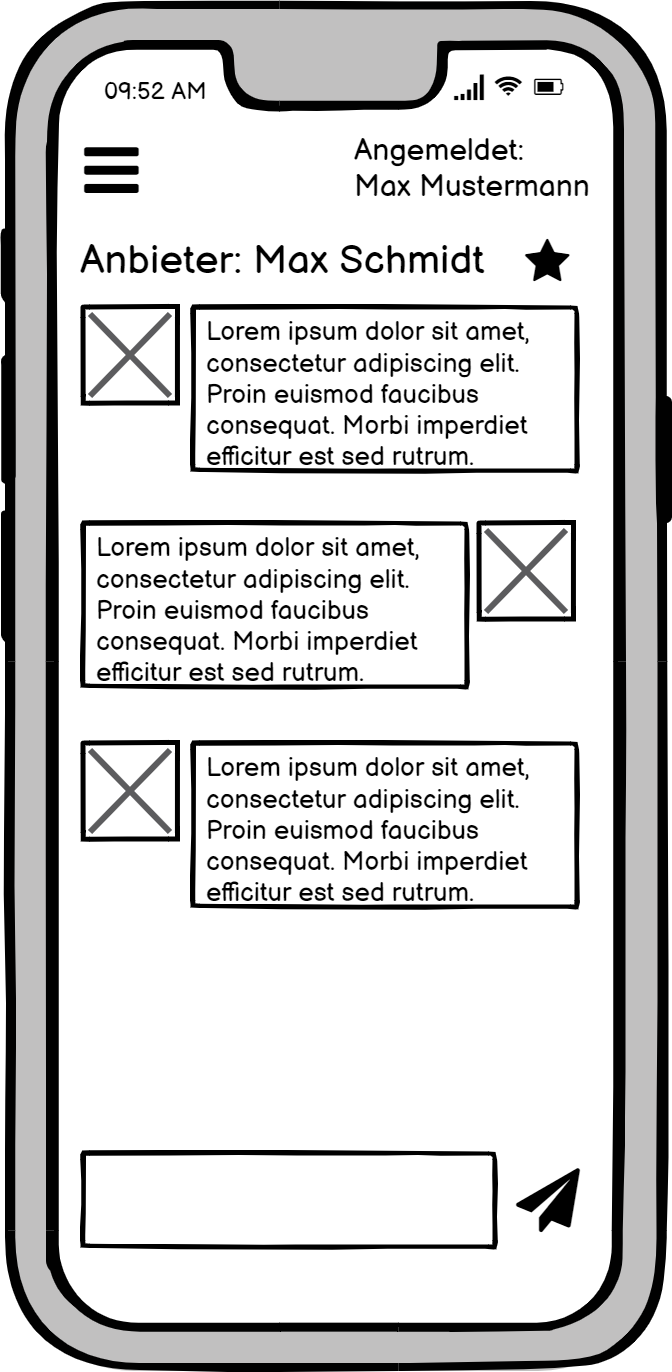 09:52 AM
Angemeldet:
Max Mustermann
Anbieter: Max Schmidt
Lorem ipsum dolor sit amet,
consectetur adipiscing elit.
Proin euismod faucibus
consequat. Morbi imperdiet
efficitur est sed rutrum.
Lorem ipsum dolor sit amet,
consectetur adipiscing elit.
Proin euismod faucibus
consequat. Morbi imperdiet
efficitur est sed rutrum.
Lorem ipsum dolor sit amet,
consectetur adipiscing elit.
Proin euismod faucibus
consequat. Morbi imperdiet
efficitur est sed rutrum.